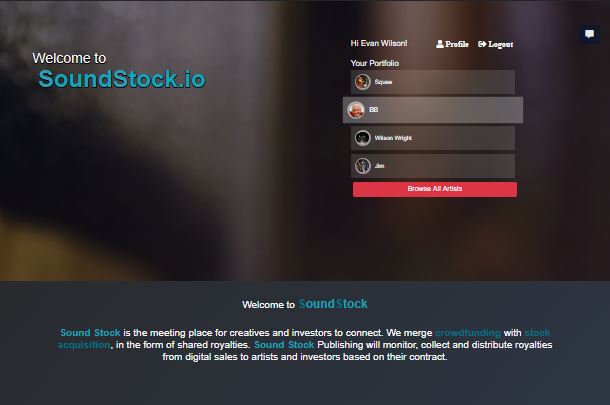 Welcome to
SoundStock.io
Hi Evan Wilson!
Profile
Logout
Your Portfolio
Squee
BB
Wilson Wright
Jim
Browse All Artists
Welcome to SoundStock
Sound Stock is the meeting place for creatives and investors to connect. We merge crowdfunding with stock
acquisition, in the form of shared royalties. Sound Stock Publishing will monitor, collect and distribute royalties
from digital sales to artists and investors based on their contract.